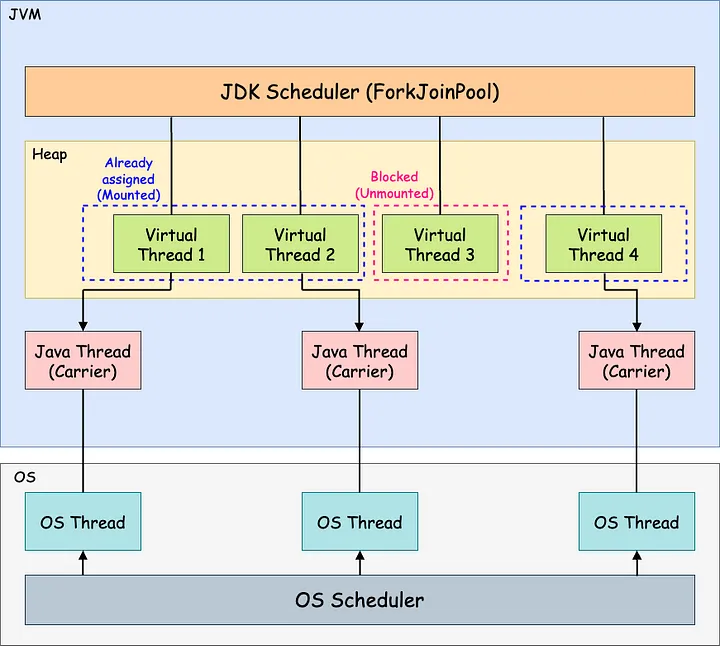 JVM
JDK Scheduler (ForkJoinPool)
Heap
Already
assigned
(Mounted)
Blocked
(Unmounted)
Virtual
Thread 1
Virtual
Thread 2
Virtual
Thread 3
Virtual
Thread 4
Java Thread
(Carrier)
Java Thread
(Carrier)
Java Thread
(Carrier)
OS
OS Thread
OS Thread
OS Thread
OS Scheduler